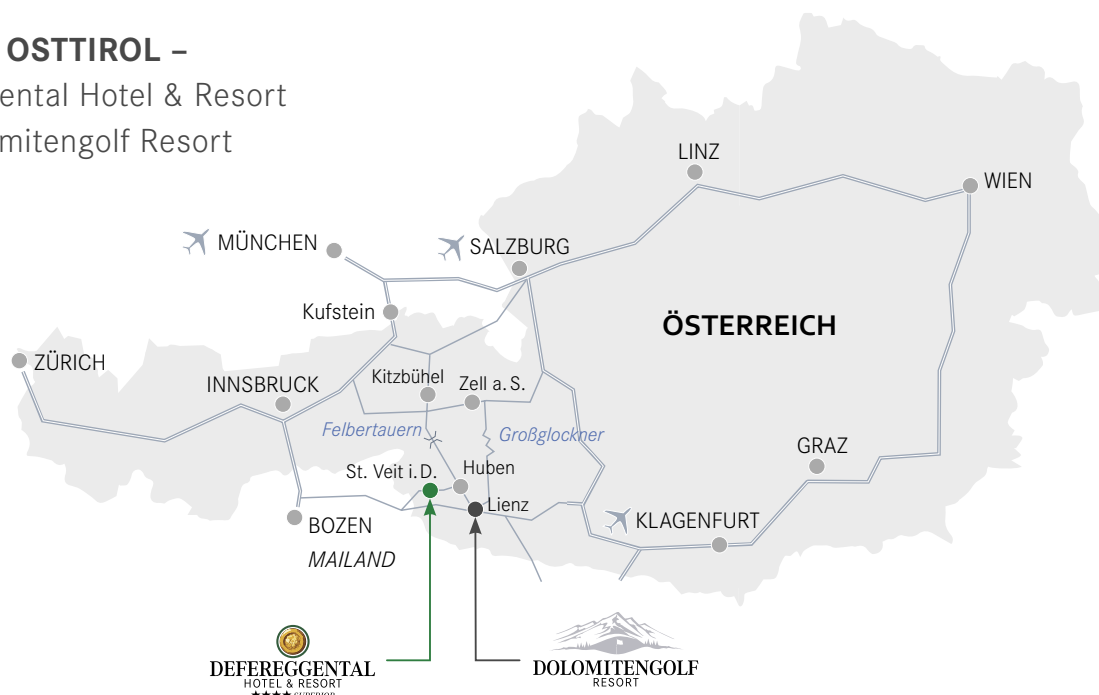 OSTTIROL –
ental Hotel & Resort
mitengolf Resort
LINZ
WIEN
MÜNCHEN
SALZBURG
Kufstein
ÖSTERREICH
ZÜRICH
INNSBRUCK
Kitzbühel
Zell a. S.
Felbertauern
Großglockner
GRAZ
St. Veit i. D.
Huben
Lienz
BOZEN
MAILAND
KLAGENFURT
DEFEREGGENTAL
HOTEL & RESORT
★★★★ SUPERIOR
DOLOMITENGOLF
RESORT